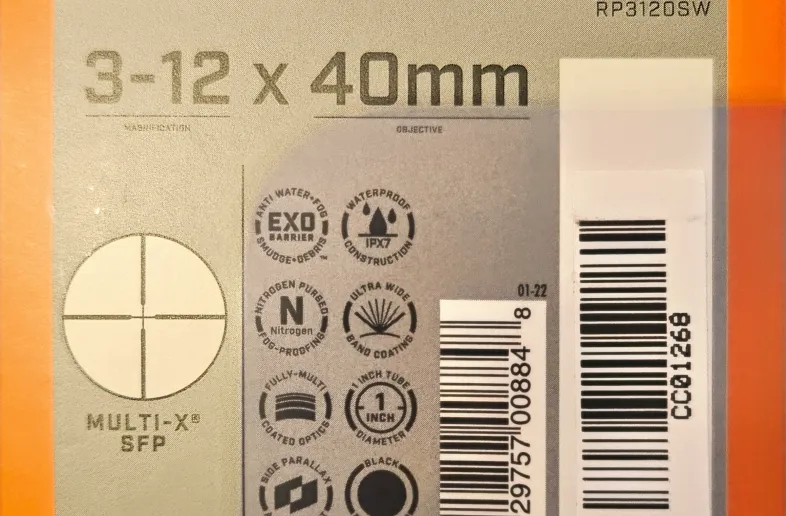 RP3120SW
3-12 x 40mm
MAGNIFICATION
OBJECTIVE
ANTI WATER•FOG
EXO
BARRIER
SMUDGE•DEBRIS™
WATERPROOF
IPX7
CONSTRUCTION
NITROGEN PURGED
N
Nitrogen
FOG-PROOFING
ULTRA WIDE
BAND COATING
FULLY-MULTI
COATED OPTICS
1 INCH TUBE
1
INCH
DIAMETER
SIDE PARALLAX
BLACK
MULTI-X®
SFP
01-22
29757 00884 8
CC01268